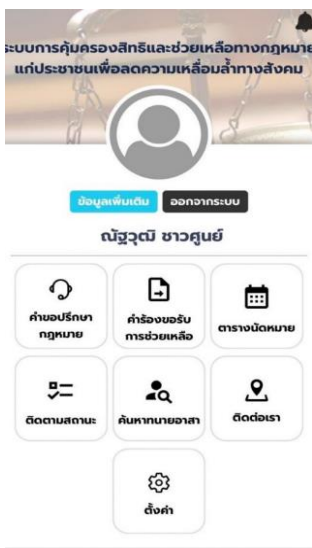 ระบบการคุ้มครองสิทธิและช่วยเหลือทางกฎหมาย
แก่ประชาชนเพื่อลดความเหลื่อมล้ำทางสังคม
ข้อมูลเพิ่มเติม ออกจากระบบ
ณัฐวุฒิ ชาวศูนย์
คำขอปรึกษา
กฎหมาย
คำร้องขอรับ
การช่วยเหลือ
ตารางนัดหมาย
ติดตามสถานะ
ค้นหาทนายอาสา
ติดต่อเรา
ตั้งค่า